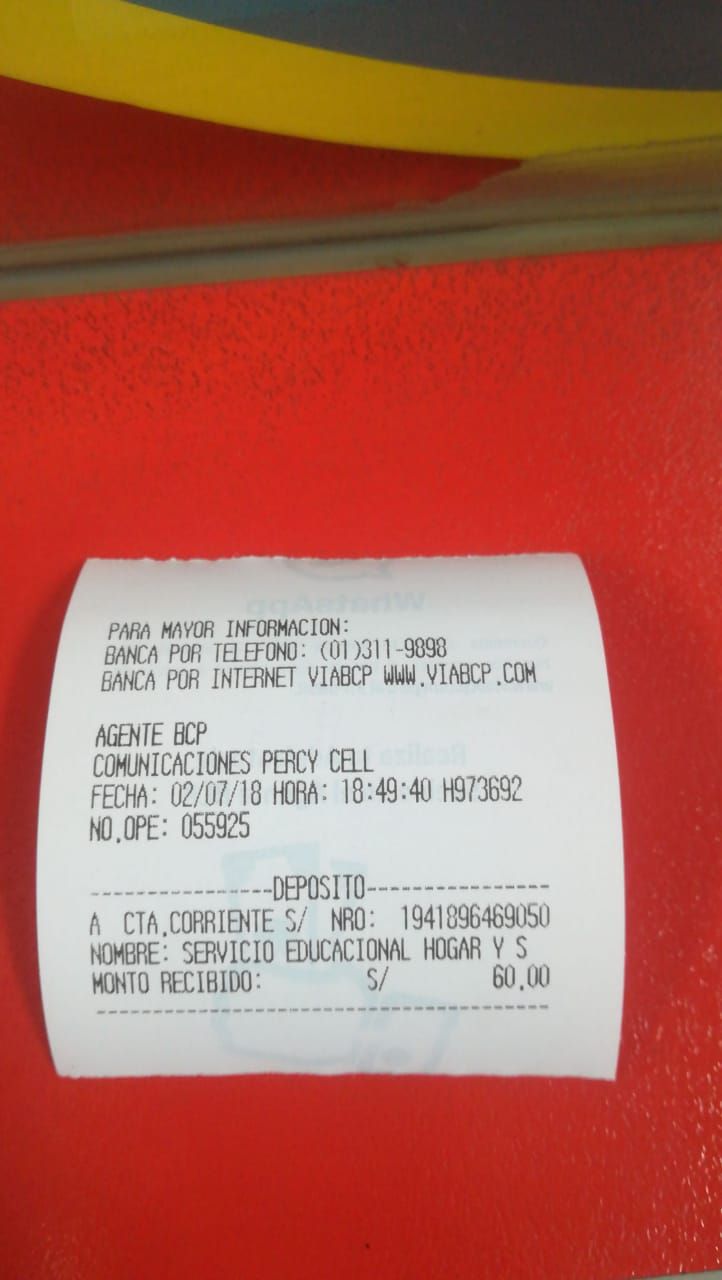 PARA MAYOR INFORMACION:
BANCA POR TELEFONO: (01)311-9898
BANCA POR INTERNET VIABCP WWW.VIABCP.COM
AGENTE BCP
COMUNICACIONES PERCY CELL
FECHA: 02/07/18 HORA: 18:49:40 H973692
NO.OPE: 055925
----------------DEPOSITO----------------
A CTA.CORRIENTE S/ NRO: 1941896469050
NOMBRE: SERVICIO EDUCACIONAL HOGAR Y S
MONTO RECIBIDO: S/ 60.00
----------------------------------------